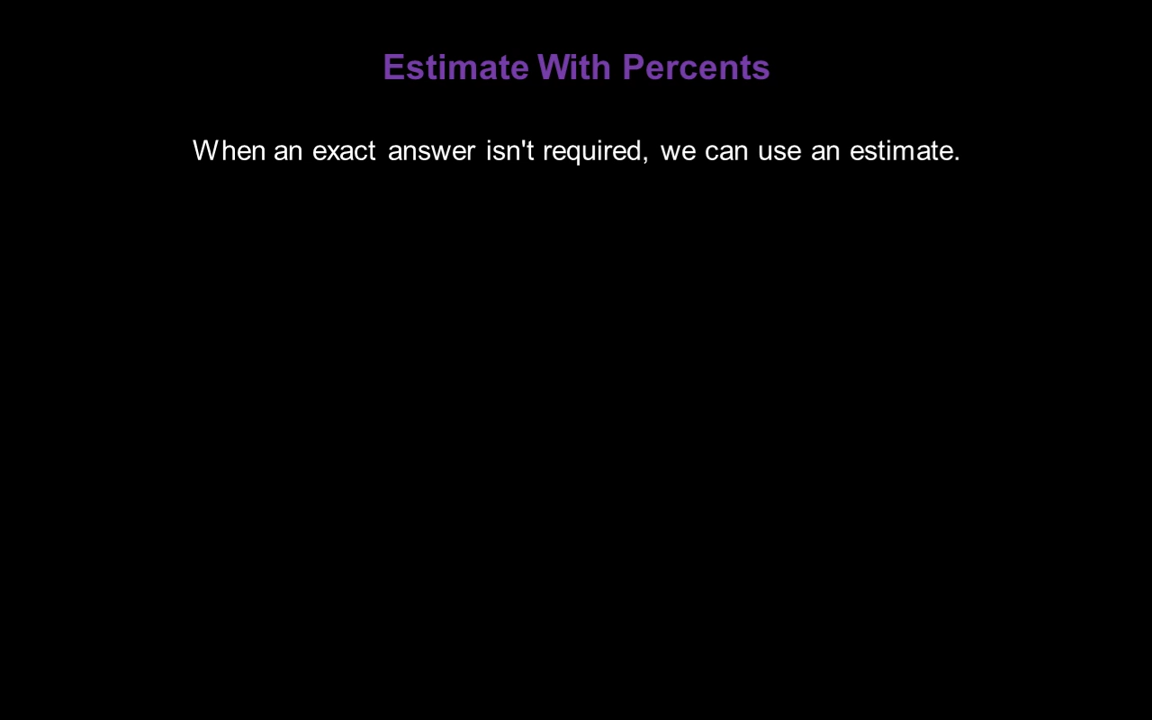 Estimate With Percents
When an exact answer isn't required, we can use an estimate.